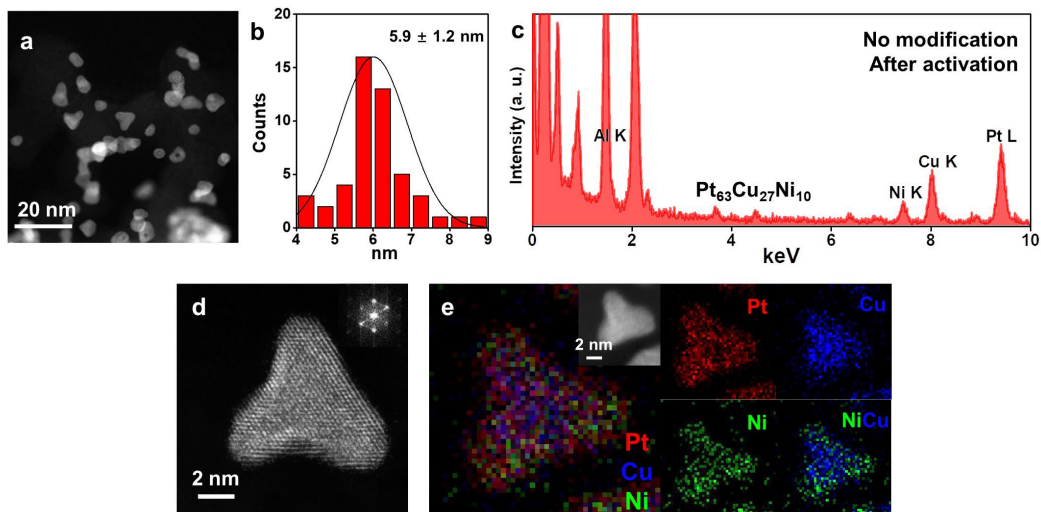 a
20 nm
b
5.9 ± 1.2 nm
Counts
20
15
10
5
0
4
5
6
7
8
9
nm
c
No modification
After activation
Intensity (a. u.)
Al K
Pt₆₃Cu₂₇Ni₁₀
Ni K
Cu K
Pt L
0
2
4
6
8
10
keV
d
2 nm
e
2 nm
Pt
Cu
Ni
Pt
Cu
Ni
NiCu